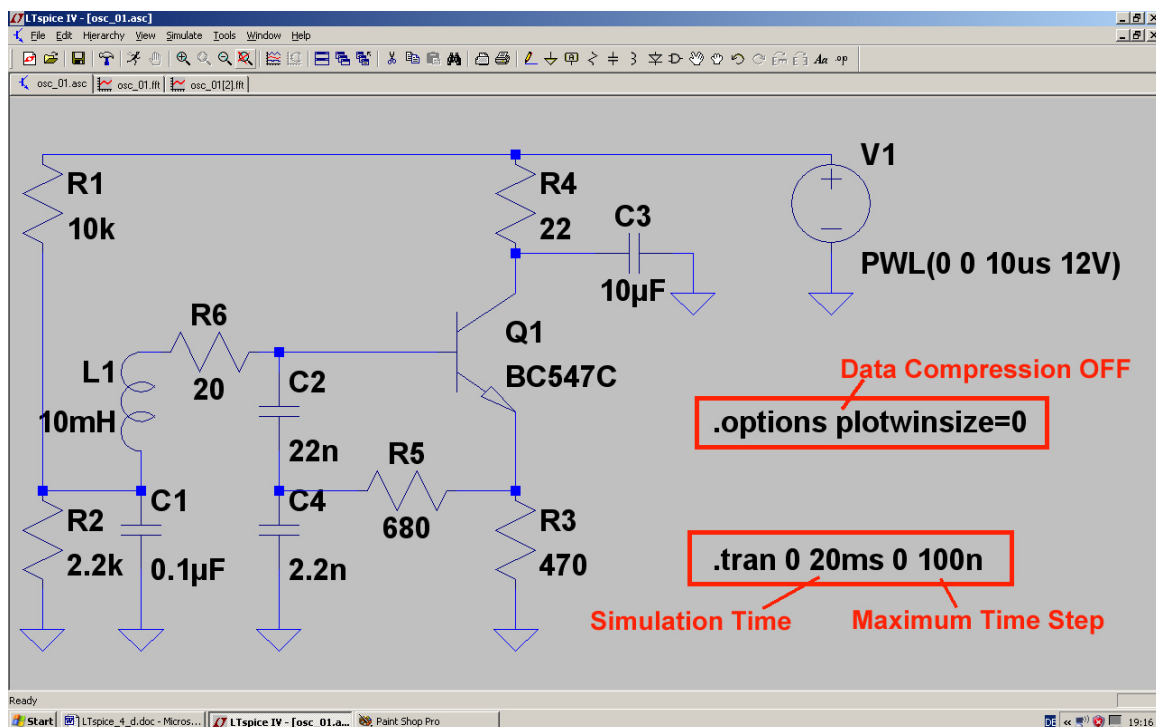 LTspice IV - [osc_01.asc]
File Edit Hierarchy View Simulate Tools Window Help
Aa .op
osc_01.asc osc_01.fft osc_01[2].fft
R1
10k
R4
22
V1
C3
10µF
PWL(0 0 10us 12V)
R6
20
L1
10mH
C2
22n
Q1
BC547C
Data Compression OFF
.options plotwinsize=0
R5
680
R2
2.2k
C1
0.1µF
C4
2.2n
R3
470
.tran 0 20ms 0 100n
Simulation Time
Maximum Time Step
Ready
Start LTspice_4_d.doc - Micros... LTspice IV - [osc_01.a... Paint Shop Pro DE « 19:16